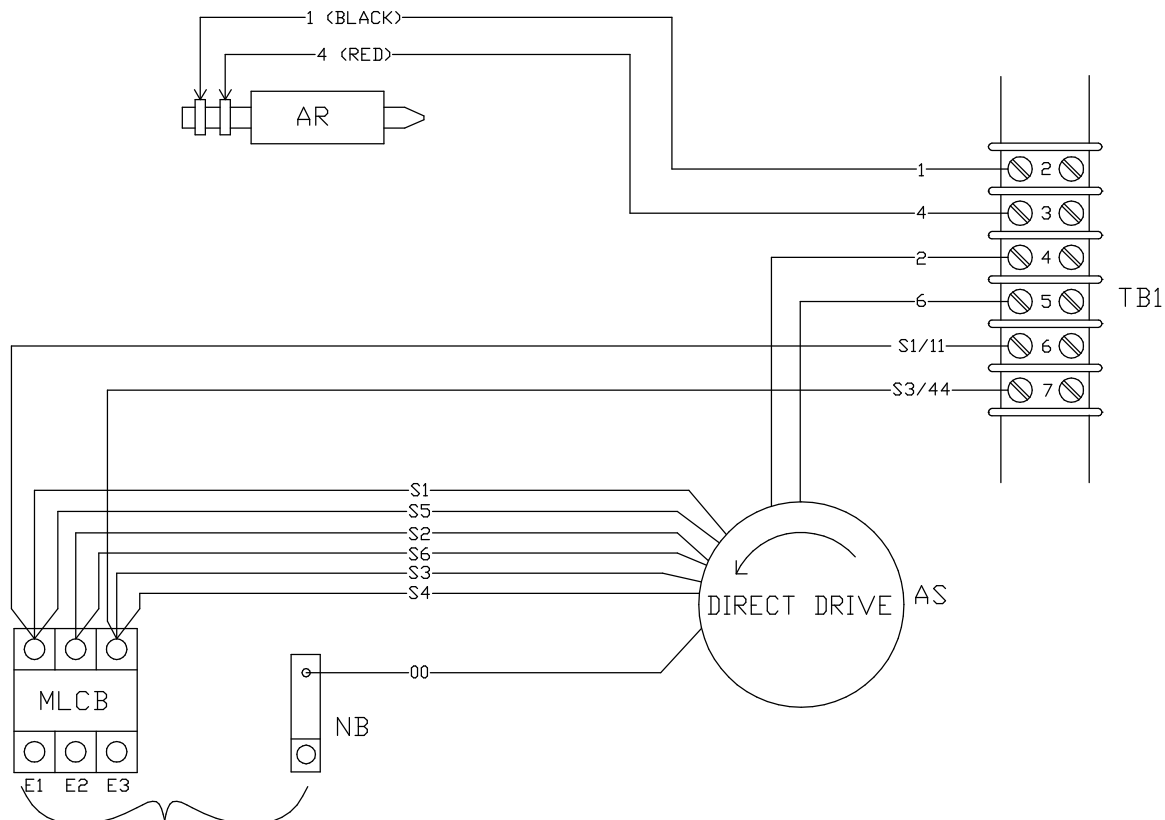 1 (BLACK)
4 (RED)
AR
1
2
4
3
2
4
6
5
TB1
S1/11
6
S3/44
7
S1
S5
S2
S6
S3
S4
DIRECT DRIVE
AS
00
MLCB
NB
E1 E2 E3